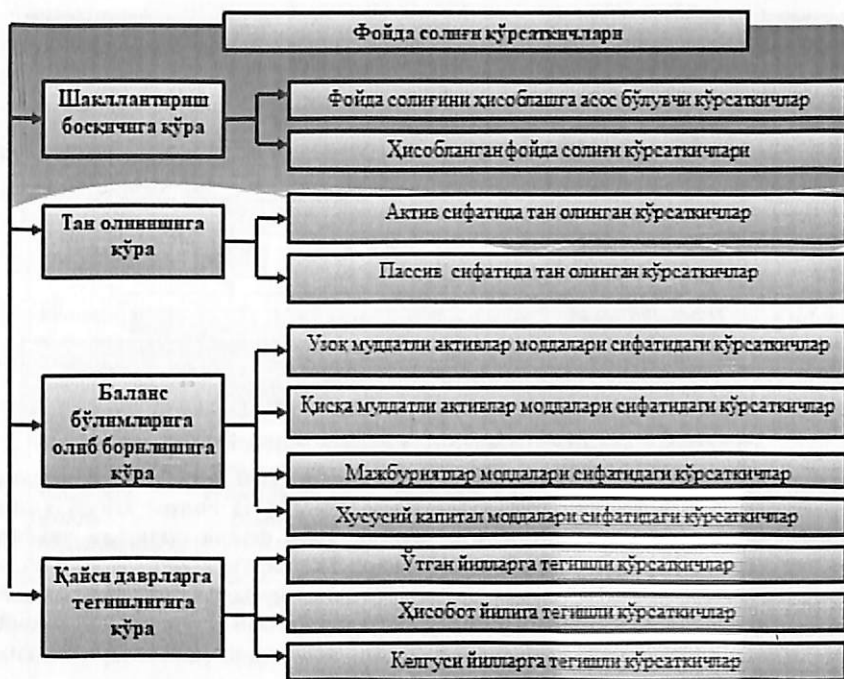 Фойда солиғи кўрсаткичлари
Шакллантириш
босқичига кўра
Фойда солиғини ҳисоблашга асос бўлувчи кўрсаткичлар
Ҳисобланган фойда солиғи кўрсаткичлари
Тан олинишига
кўра
Актив сифатида тан олинган кўрсаткичлар
Пассив сифатида тан олинган кўрсаткичлар
Баланс
бўлимларига
олиб борилишига
кўра
Узоқ муддатли активлар моддалари сифатидаги кўрсаткичлар
Қисқа муддатли активлар моддалари сифатидаги кўрсаткичлар
Мажбуриятлар моддалари сифатидаги кўрсаткичлар
Хусусий капитал моддалари сифатидаги кўрсаткичлар
Қайси даврларга
тегишлигига
кўра
Ўтган йилларга тегишли кўрсаткичлар
Ҳисобот йилига тегишли кўрсаткичлар
Келгуси йилларга тегишли кўрсаткичлар